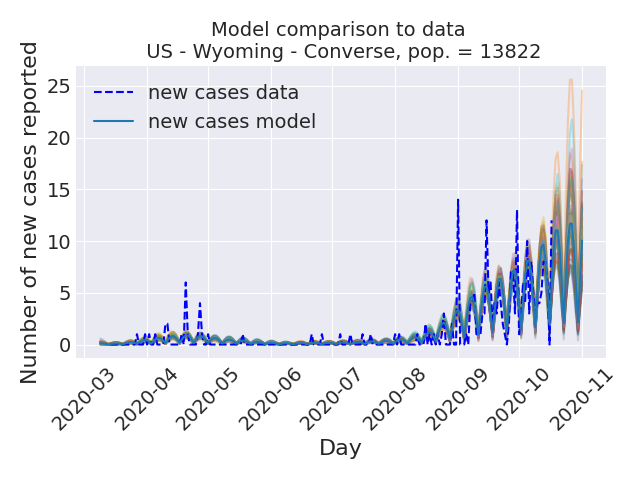 Model comparison to data
US - Wyoming - Converse, pop. = 13822
Number of new cases reported
25
20
15
10
5
0
new cases data
new cases model
2020-03
2020-04
2020-05
2020-06
2020-07
2020-08
2020-09
2020-10
2020-11
Day